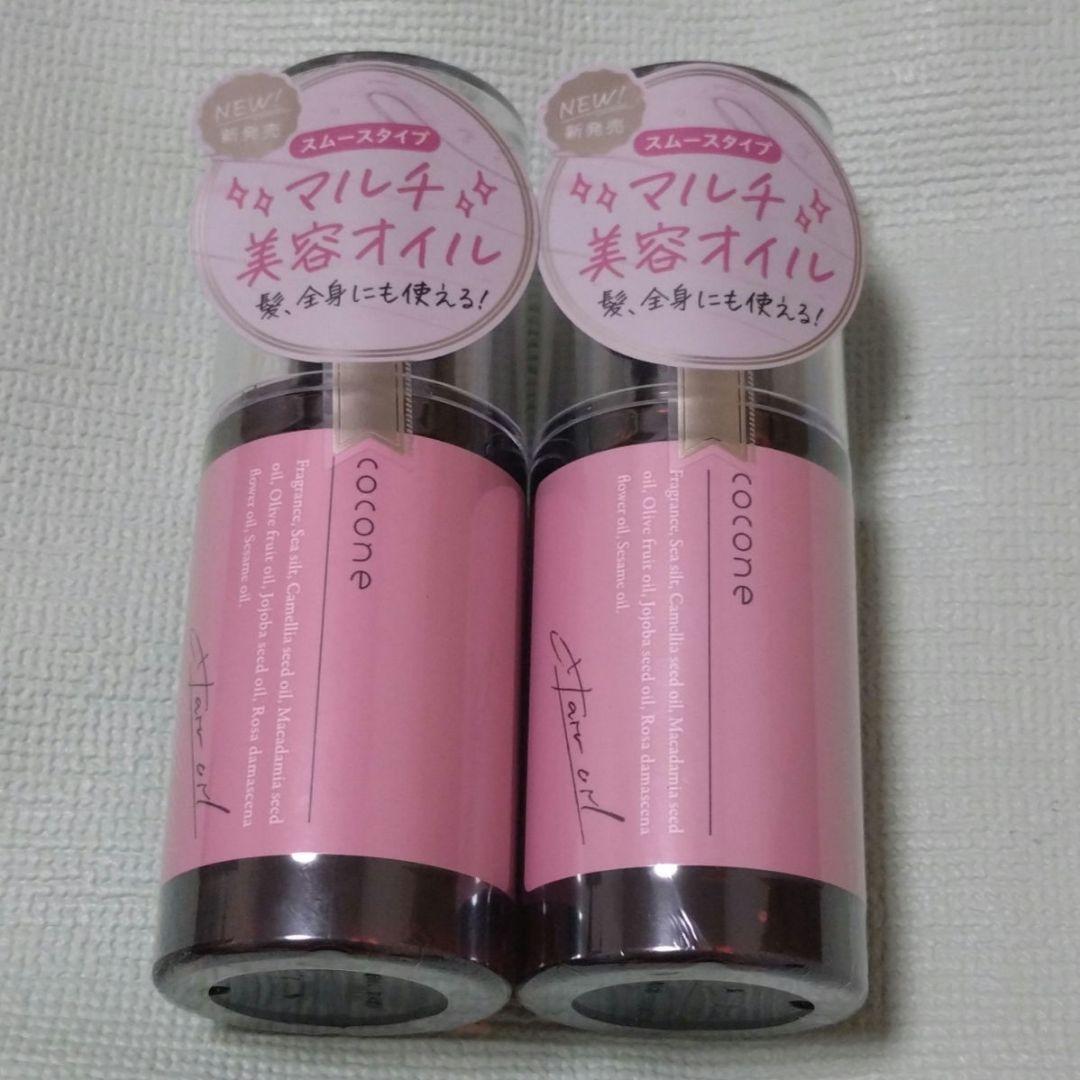 NEW!
新発売
スムースタイプ
マルチ
美容オイル
髪、全身にも使える!
cocone
Fragrance, Sea silt, Camellia seed oil, Macadamia seed
oil, Olive fruit oil, Jojoba seed oil, Rosa damascena
flower oil, Sesame oil.
Hair oil
NEW!
新発売
スムースタイプ
マルチ
美容オイル
髪、全身にも使える!
cocone
Fragrance, Sea silt, Camellia seed oil, Macadamia seed
oil, Olive fruit oil, Jojoba seed oil, Rosa damascena
flower oil, Sesame oil.
Hair oil